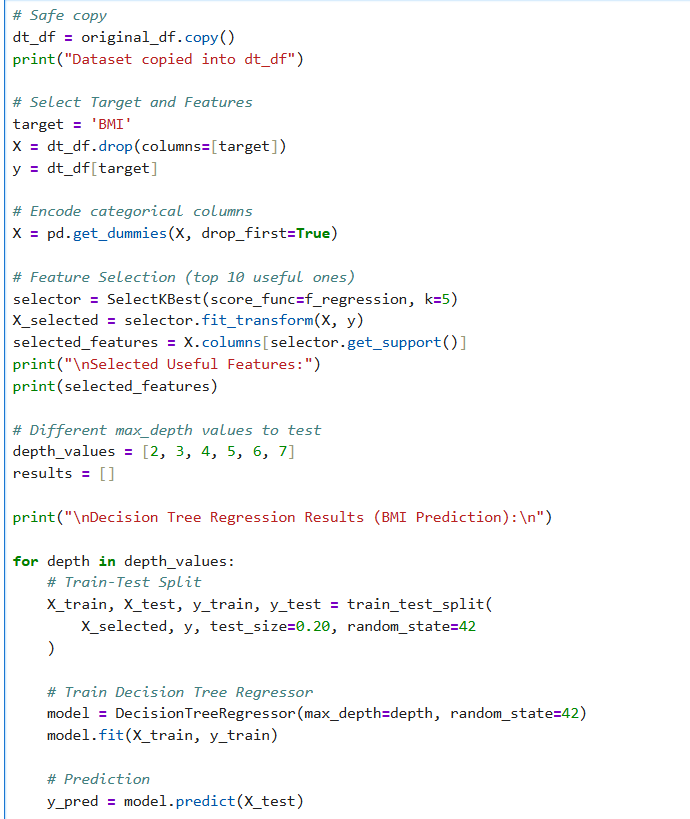 # Safe copy
dt_df = original_df.copy()
print("Dataset copied into dt_df")

# Select Target and Features
target = 'BMI'
X = dt_df.drop(columns=[target])
y = dt_df[target]

# Encode categorical columns
X = pd.get_dummies(X, drop_first=True)

# Feature Selection (top 10 useful ones)
selector = SelectKBest(score_func=f_regression, k=5)
X_selected = selector.fit_transform(X, y)
selected_features = X.columns[selector.get_support()]
print("\nSelected Useful Features:")
print(selected_features)

# Different max_depth values to test
depth_values = [2, 3, 4, 5, 6, 7]
results = []

print("\nDecision Tree Regression Results (BMI Prediction):\n")

for depth in depth_values:
    # Train-Test Split
    X_train, X_test, y_train, y_test = train_test_split(
        X_selected, y, test_size=0.20, random_state=42
    )

    # Train Decision Tree Regressor
    model = DecisionTreeRegressor(max_depth=depth, random_state=42)
    model.fit(X_train, y_train)

    # Prediction
    y_pred = model.predict(X_test)